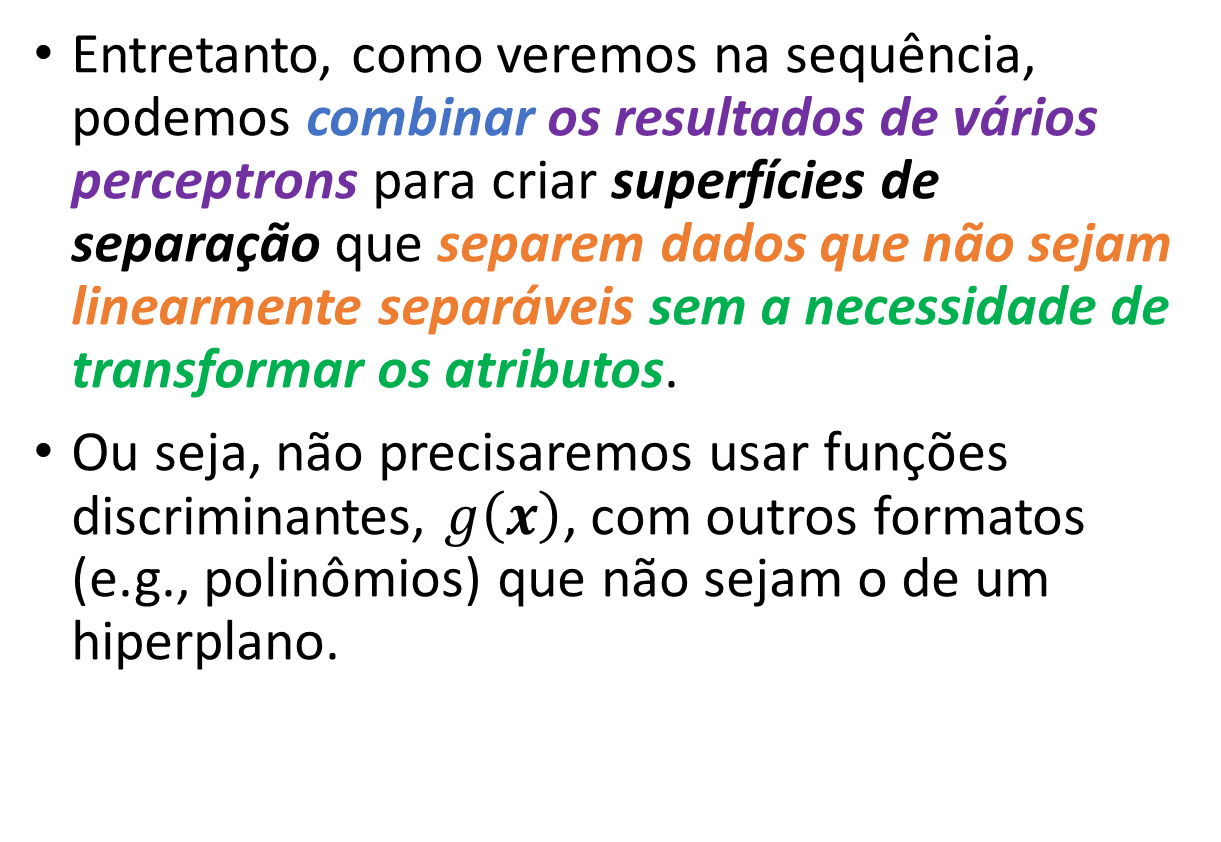 • Entretanto, como veremos na sequência,
podemos combinar os resultados de vários
perceptrons para criar superfícies de
separação que separem dados que não sejam
linearmente separáveis sem a necessidade de
transformar os atributos.
• Ou seja, não precisaremos usar funções
discriminantes, g(x), com outros formatos
(e.g., polinômios) que não sejam o de um
hiperplano.